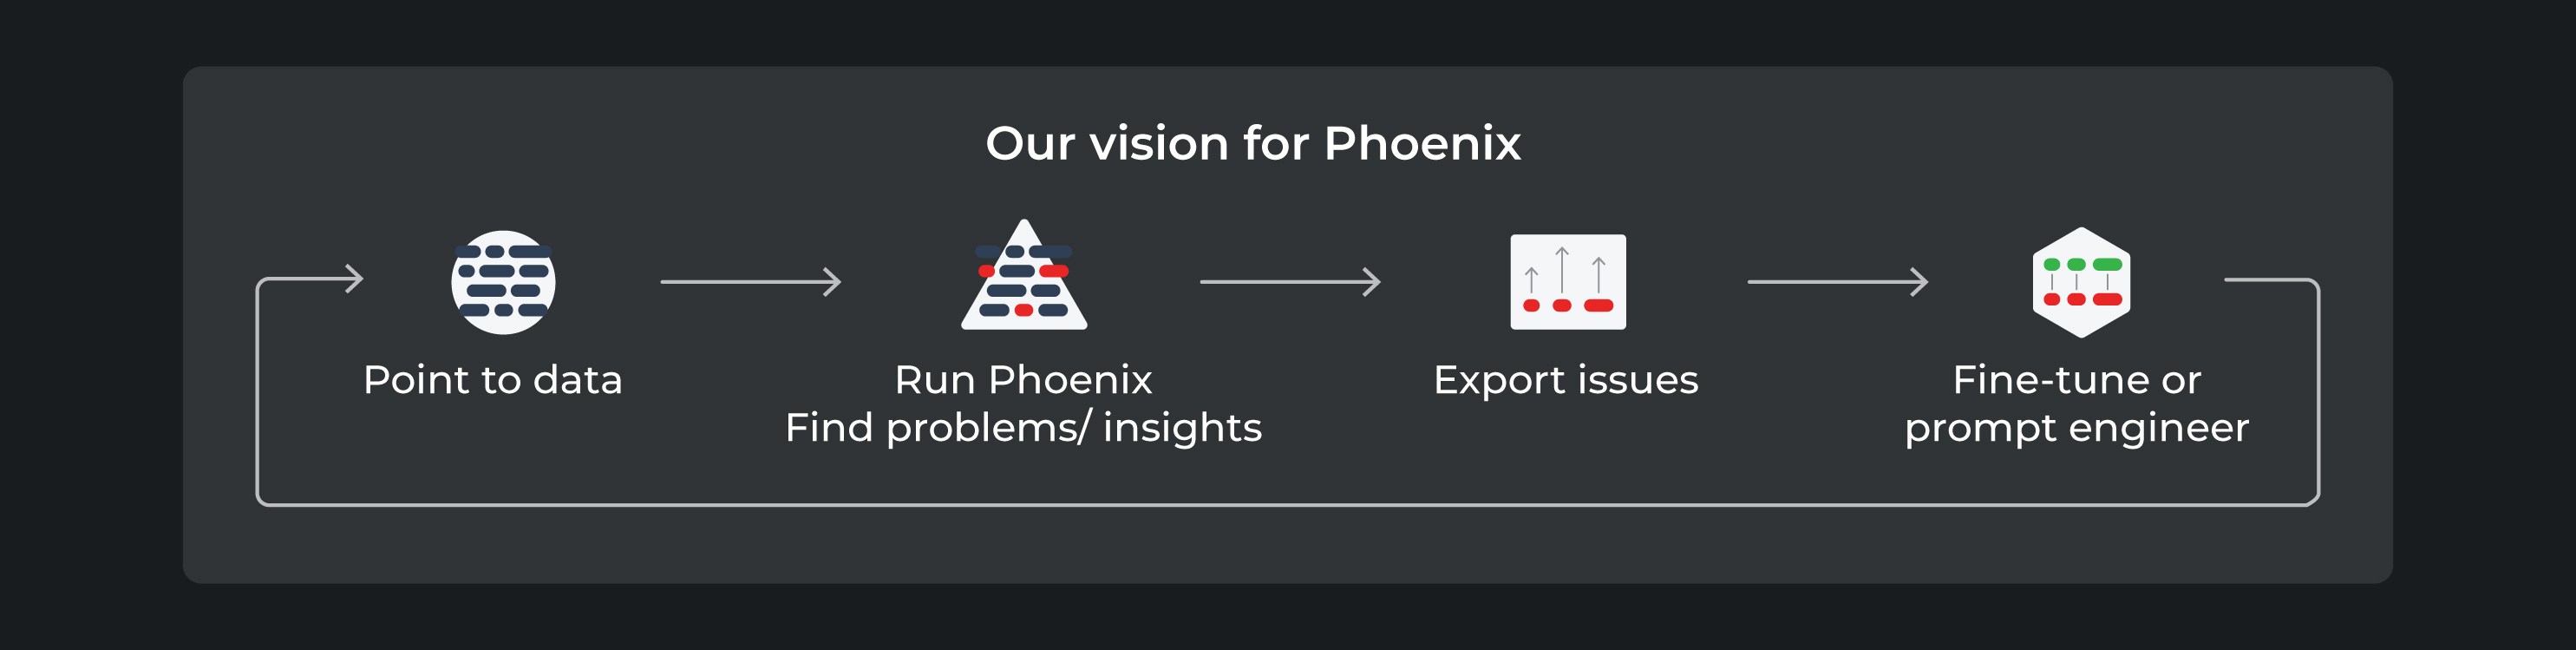 Our vision for Phoenix
Point to data
Run Phoenix
Find problems/ insights
Export issues
Fine-tune or
prompt engineer